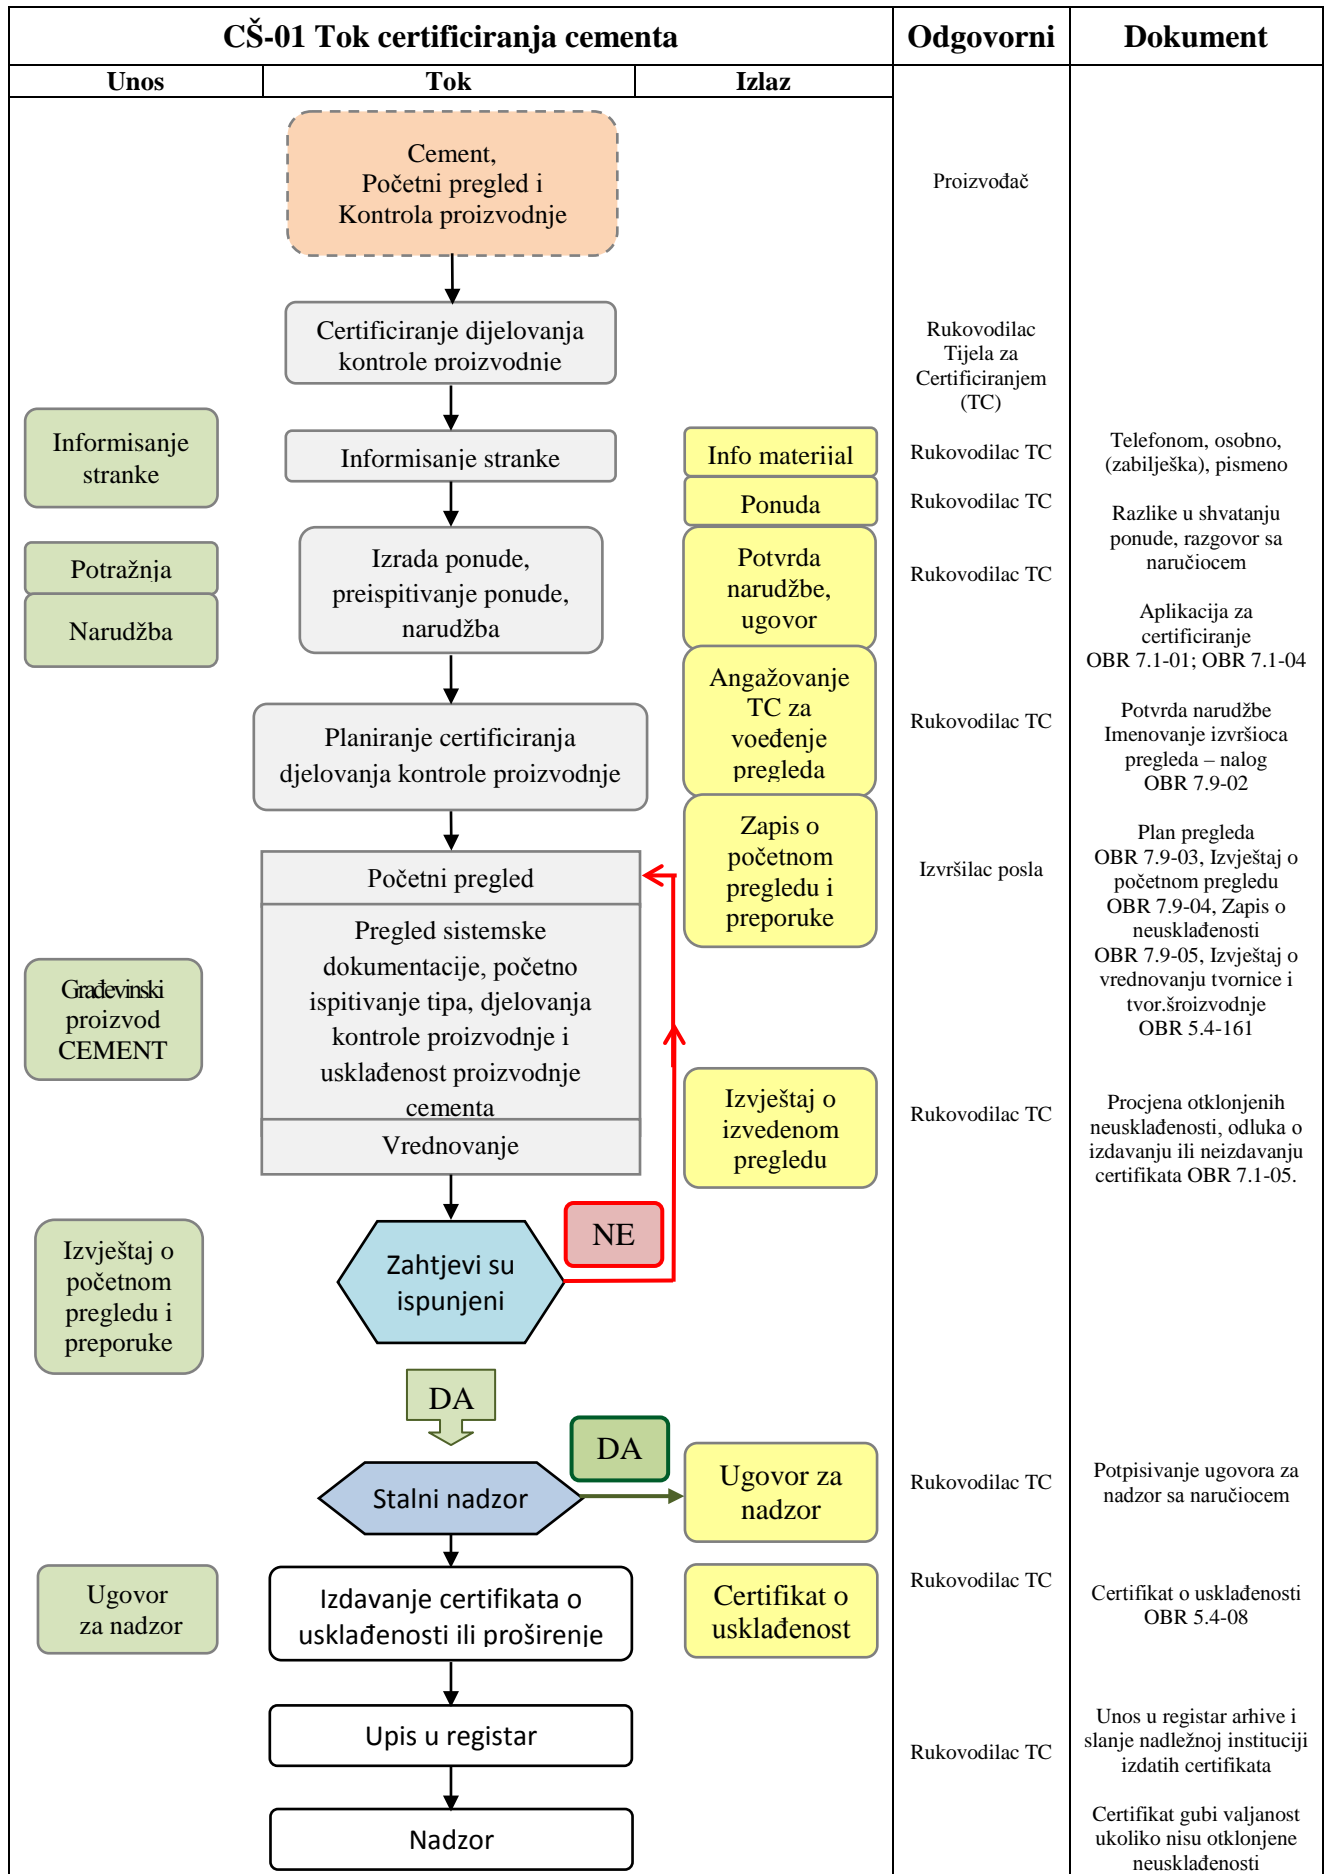 CŠ-01 Tok certificiranja cementa
Odgovorni
Dokument
Unos
Tok
Izlaz
Cement,
Početni pregled i
Kontrola proizvodnje
Proizvođač
Certificiranje dijelovanja
kontrole proizvodnje
Rukovodilac
Tijela za
Certificiranjem
(TC)
Informisanje
stranke
Informisanje stranke
Info materijal
Rukovodilac TC
Telefonom, osobno,
(zabilješka), pismeno
Ponuda
Rukovodilac TC
Razlike u shvatanju
ponude, razgovor sa
naručiocem
Potražnja
Narudžba
Izrada ponude,
preispitivanje ponude,
narudžba
Potvrda
narudžbe,
ugovor
Rukovodilac TC
Aplikacija za
certificiranje
OBR 7.1-01; OBR 7.1-04
Planiranje certificiranja
djelovanja kontrole proizvodnje
Angažovanje
TC za
voeđenje
pregleda
Rukovodilac TC
Potvrda narudžbe
Imenovanje izvršioca
pregleda – nalog
OBR 7.9-02
Početni pregled
Zapis o
početnom
pregledu i
preporuke
Izvršilac posla
Plan pregleda
OBR 7.9-03, Izvještaj o
početnom pregledu
OBR 7.9-04, Zapis o
neusklađenosti
OBR 7.9-05, Izvještaj o
vrednovanju tvornice i
tvor.šroizvodnje
OBR 5.4-161
Građevinski
proizvod
CEMENT
Pregled sistemske
dokumentacije, početno
ispitivanje tipa, djelovanja
kontrole proizvodnje i
usklađenost proizvodnje
cementa
Vrednovanje
Izvještaj o
izvedenom
pregledu
Rukovodilac TC
Procjena otklonjenih
neusklađenosti, odluka o
izdavanju ili neizdavanju
certifikata OBR 7.1-05.
Izvještaj o
početnom
pregledu i
preporuke
Zahtjevi su
ispunjeni
NE
DA
DA
Stalni nadzor
Ugovor za
nadzor
Rukovodilac TC
Potpisivanje ugovora za
nadzor sa naručiocem
Ugovor
za nadzor
Izdavanje certifikata o
usklađenosti ili proširenje
Certifikat o
usklađenost
Rukovodilac TC
Certifikat o usklađenosti
OBR 5.4-08
Upis u registar
Rukovodilac TC
Unos u registar arhive i
slanje nadležnoj instituciji
izdatih certifikata
Nadzor
Certifikat gubi valjanost
ukoliko nisu otklonjene
neusklađenosti